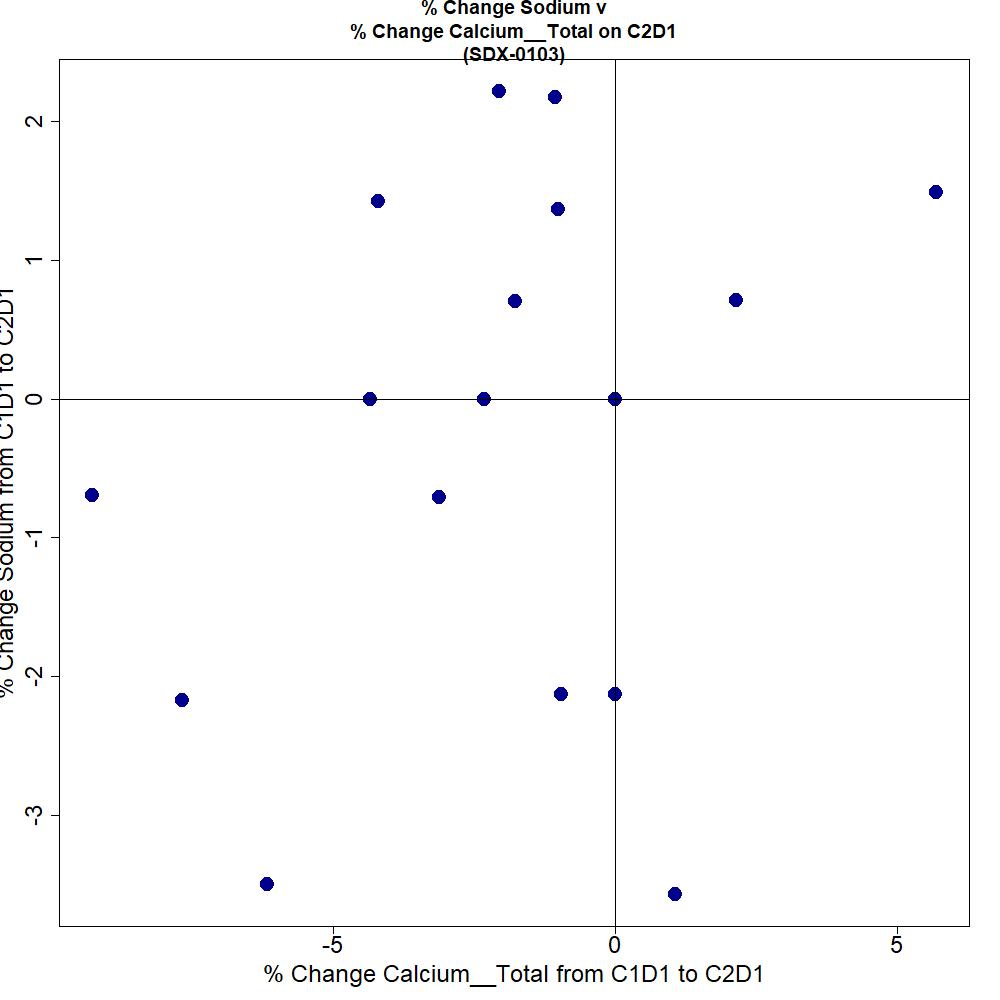 % Change Sodium v
% Change Calcium__Total on C2D1
(SDX-0103)
2
1
0
-1
-2
-3
% Change Sodium from C1D1 to C2D1
-5
0
5
% Change Calcium__Total from C1D1 to C2D1